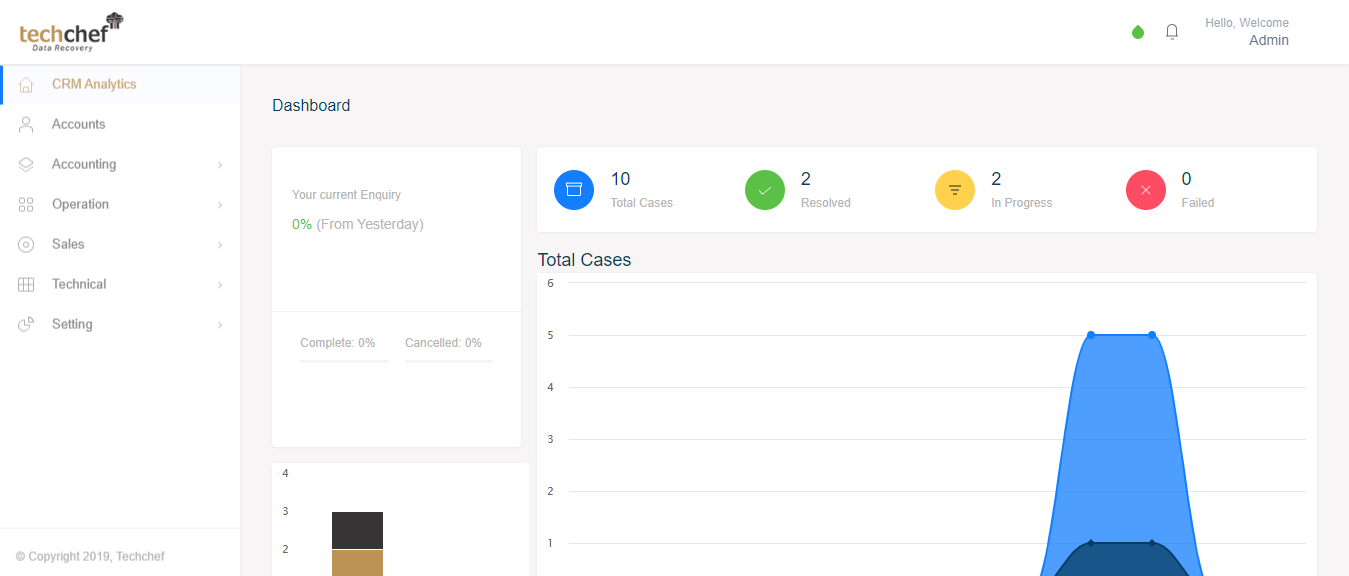 techchef
Data Recovery
Hello, Welcome
Admin
CRM Analytics
Accounts
Accounting
Operation
Sales
Technical
Setting
© Copyright 2019, Techchef
Dashboard
Your current Enquiry
0% (From Yesterday)
Complete: 0%
Cancelled: 0%
4
3
2
10
Total Cases
2
Resolved
2
In Progress
0
Failed
Total Cases
6
5
4
3
2
1